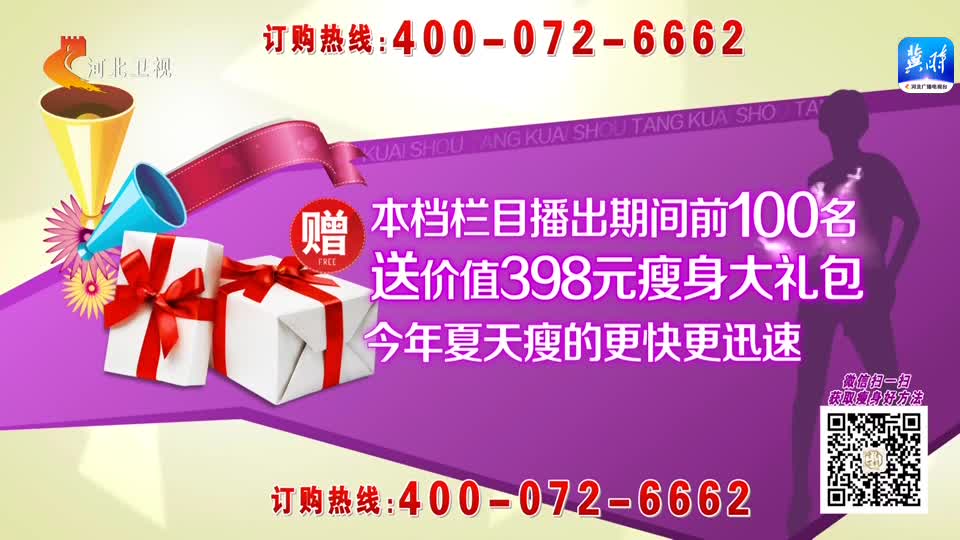 订购热线:400-072-6662
河北卫视
冀时
河北广播电视台
KUAI SHOU TANG KUAI SHOU TANG KUA SHO TANG
赠
FREE
本档栏目播出期间前100名
送价值398元瘦身大礼包
今年夏天瘦的更快更迅速
微信扫一扫
获取瘦身好方法
订购热线:400-072-6662